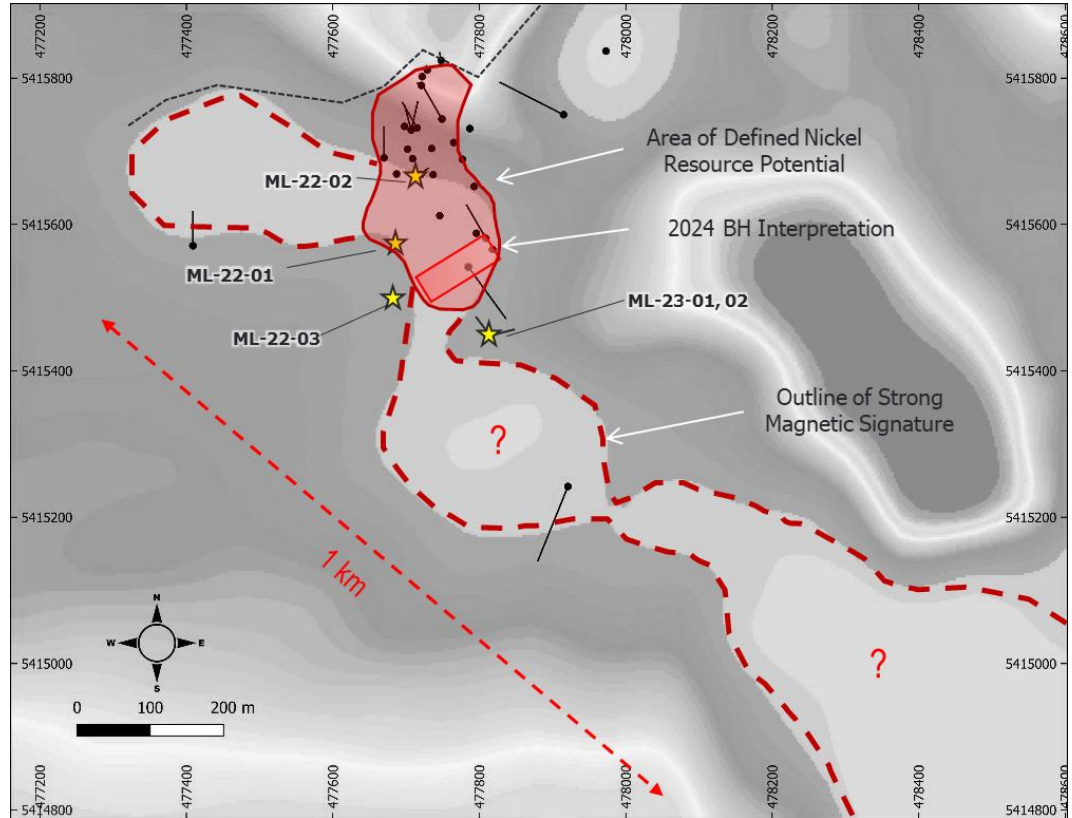 477200
477400
477600
477800
478000
478200
478400
478600
5415800
5415800
Area of Defined Nickel
Resource Potential
ML-22-02
5415600
2024 BH Interpretation
5415600
ML-22-01
ML-23-01, 02
ML-22-03
5415400
5415400
Outline of Strong
Magnetic Signature
?
5415200
5415200
1 km
N
W
E
S
5415000
?
5415000
0
100
200 m
5414800
5414800
477200
477400
477600
477800
478000
478200
478400
478600